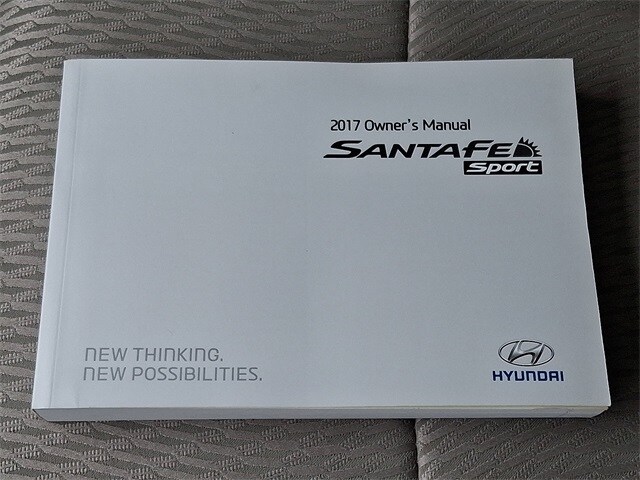 2017 Owner's Manual
SANTAFE
Sport
NEW THINKING.
NEW POSSIBILITIES.
HYUNDAI